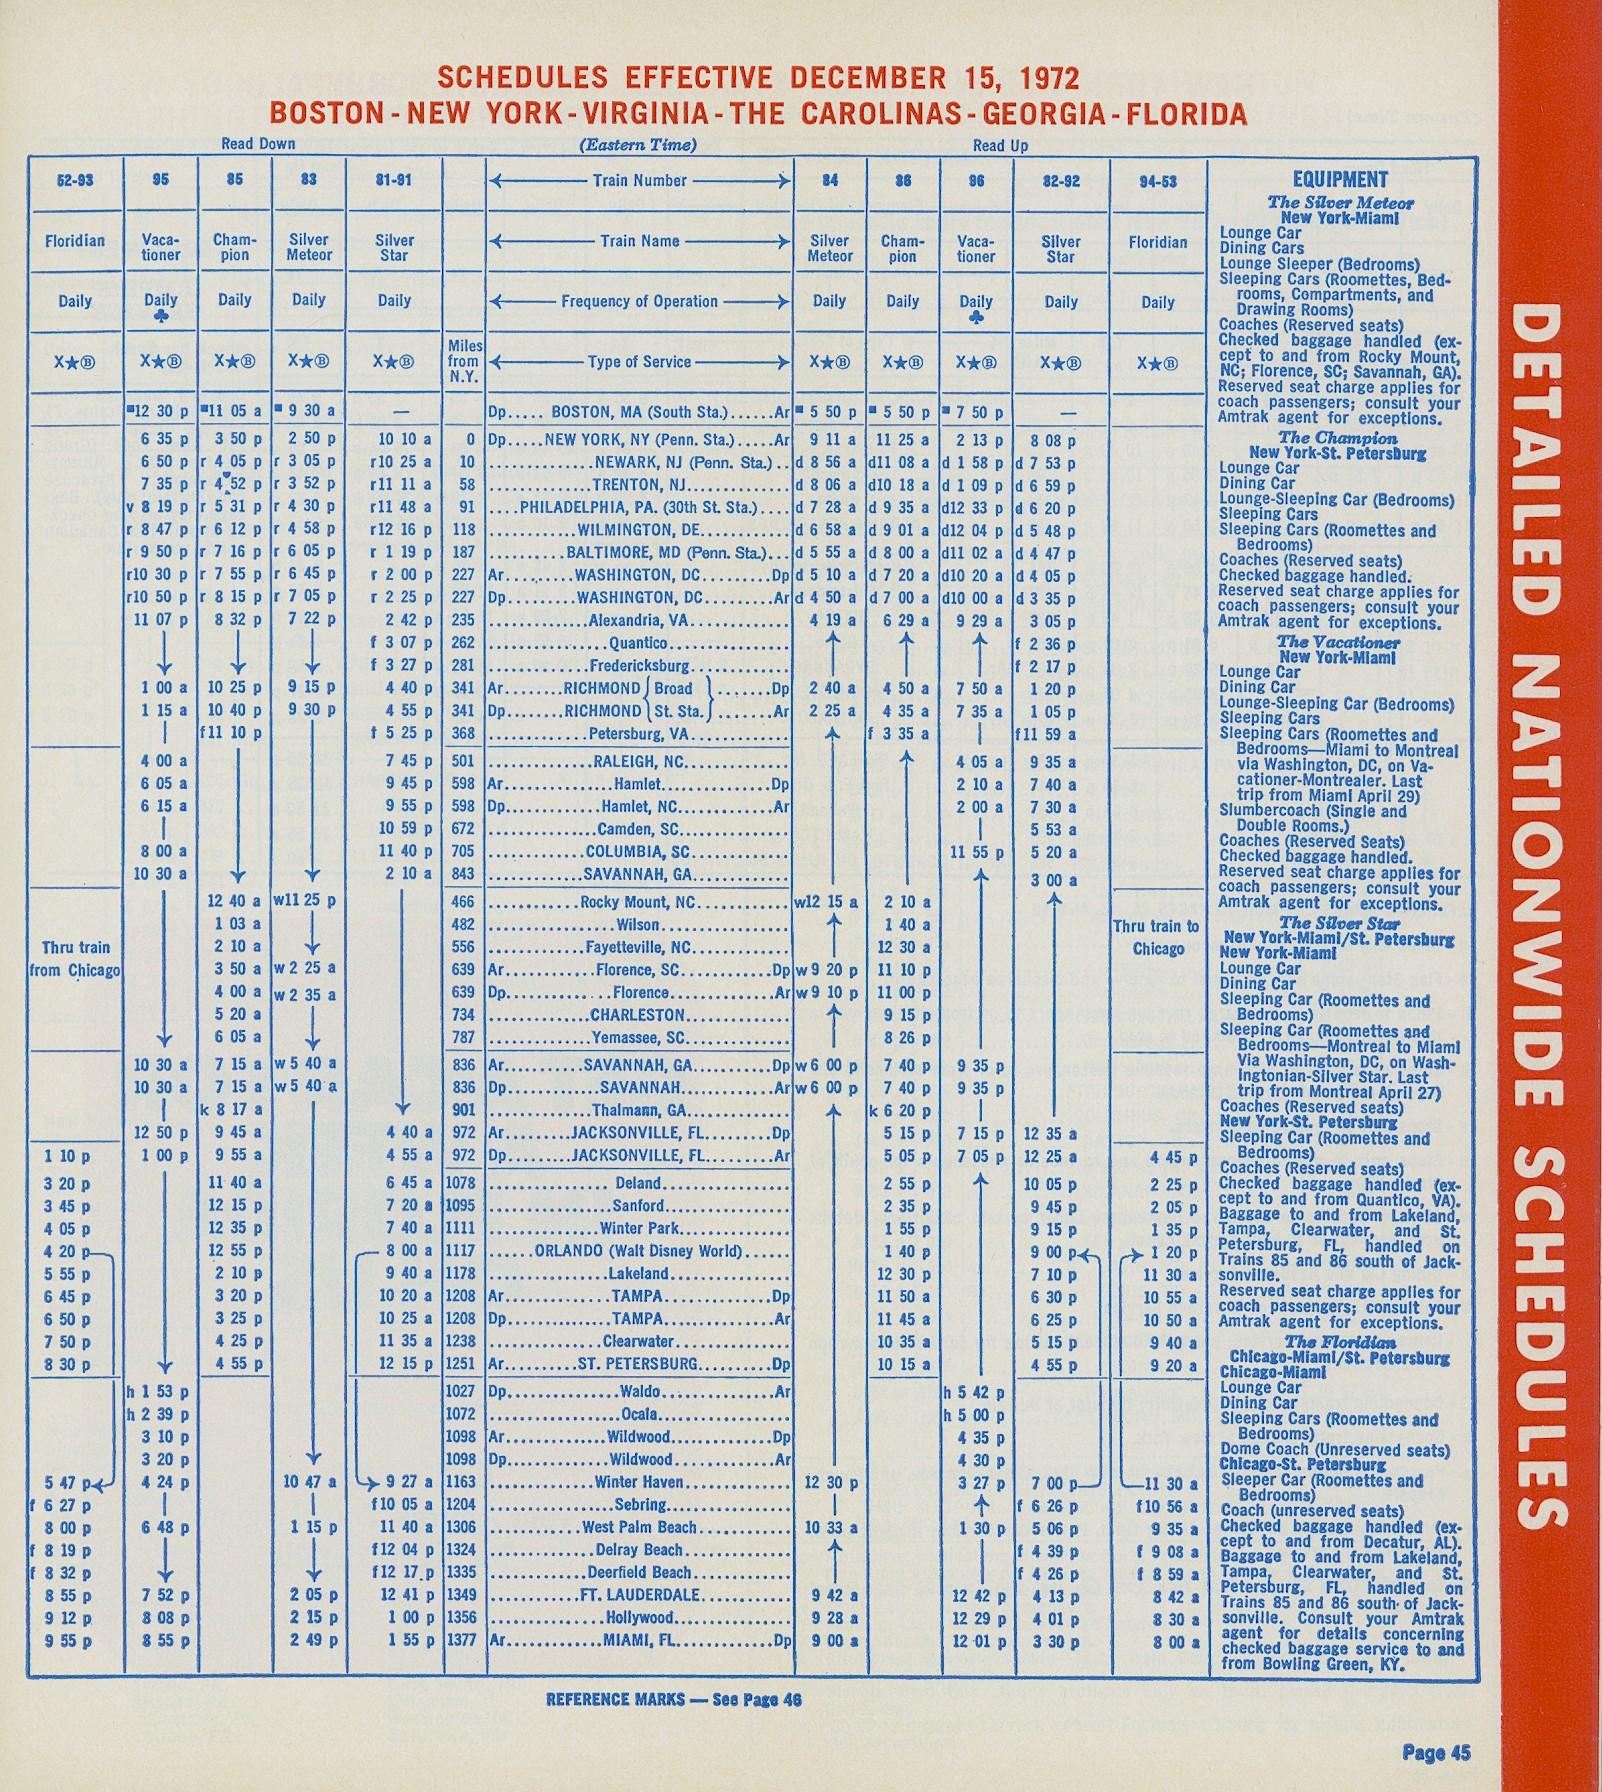 SCHEDULES EFFECTIVE DECEMBER 15, 1972
BOSTON - NEW YORK - VIRGINIA - THE CAROLINAS - GEORGIA - FLORIDA
Read Down (Eastern Time) Read Up
52-93 95 85 83 81-91 Train Number 84 86 96 82-92 94-53
Floridian Vaca-tioner Cham-pion Silver Meteor Silver Star Train Name Silver Meteor Cham-pion Vaca-tioner Silver Star Floridian
Daily Daily ♣ Daily Daily Daily Frequency of Operation Daily Daily Daily ♣ Daily Daily
X★Ⓑ X★Ⓑ X★Ⓑ X★Ⓑ X★Ⓑ Miles from N.Y. Type of Service X★Ⓑ X★Ⓑ X★Ⓑ X★Ⓑ X★Ⓑ
■12 30 p ■11 05 a ■ 9 30 a — Dp..... BOSTON, MA (South Sta.)......Ar ■ 5 50 p ■ 5 50 p ■ 7 50 p —
6 35 p 3 50 p 2 50 p 10 10 a 0 Dp.....NEW YORK, NY (Penn. Sta.).....Ar 9 11 a 11 25 a 2 13 p 8 08 p
6 50 p r 4 05 p r 3 05 p r10 25 a 10 NEWARK, NJ (Penn. Sta.) d 8 56 a d11 08 a d 1 58 p d 7 53 p
7 35 p r 4 52 p r 3 52 p r11 11 a 58 TRENTON, NJ d 8 06 a d10 18 a d 1 09 p d 6 59 p
v 8 19 p r 5 31 p r 4 30 p r11 48 a 91 PHILADELPHIA, PA. (30th St. Sta.) d 7 28 a d 9 35 a d12 33 p d 6 20 p
r 8 47 p r 6 12 p r 4 58 p r12 16 p 118 WILMINGTON, DE d 6 58 a d 9 01 a d12 04 p d 5 48 p
r 9 50 p r 7 16 p r 6 05 p r 1 19 p 187 BALTIMORE, MD (Penn. Sta.) d 5 55 a d 8 00 a d11 02 a d 4 47 p
r10 30 p r 7 55 p r 6 45 p r 2 00 p 227 Ar WASHINGTON, DC Dp d 5 10 a d 7 20 a d10 20 a d 4 05 p
r10 50 p r 8 15 p r 7 05 p r 2 25 p 227 Dp WASHINGTON, DC Ar d 4 50 a d 7 00 a d10 00 a d 3 35 p
11 07 p 8 32 p 7 22 p 2 42 p 235 Alexandria, VA 4 19 a 6 29 a 9 29 a 3 05 p
f 3 07 p 262 Quantico f 2 36 p
f 3 27 p 281 Fredericksburg f 2 17 p
1 00 a 10 25 p 9 15 p 4 40 p 341 Ar RICHMOND { Broad } Dp 2 40 a 4 50 a 7 50 a 1 20 p
1 15 a 10 40 p 9 30 p 4 55 p 341 Dp RICHMOND { St. Sta. } Ar 2 25 a 4 35 a 7 35 a 1 05 p
f11 10 p f 5 25 p 368 Petersburg, VA f 3 35 a f11 59 a
4 00 a 7 45 p 501 RALEIGH, NC 4 05 a 9 35 a
6 05 a 9 45 p 598 Ar Hamlet Dp 2 10 a 7 40 a
6 15 a 9 55 p 598 Dp Hamlet, NC Ar 2 00 a 7 30 a
10 59 p 672 Camden, SC 5 53 a
8 00 a 11 40 p 705 COLUMBIA, SC 11 55 p 5 20 a
10 30 a 2 10 a 843 SAVANNAH, GA 3 00 a
12 40 a w11 25 p 466 Rocky Mount, NC w12 15 a 2 10 a
1 03 a 482 Wilson 1 40 a
Thru train from Chicago
2 10 a 556 Fayetteville, NC 12 30 a
Thru train to Chicago
3 50 a w 2 25 a 639 Ar Florence, SC Dp w 9 20 p 11 10 p
4 00 a w 2 35 a 639 Dp Florence Ar w 9 10 p 11 00 p
5 20 a 734 CHARLESTON 9 15 p
6 05 a 787 Yemassee, SC 8 26 p
10 30 a 7 15 a w 5 40 a 836 Ar SAVANNAH, GA Dp w 6 00 p 7 40 p 9 35 p
10 30 a 7 15 a w 5 40 a 836 Dp SAVANNAH Ar w 6 00 p 7 40 p 9 35 p
k 8 17 a 901 Thalmann, GA k 6 20 p
12 50 p 9 45 a 4 40 a 972 Ar JACKSONVILLE, FL Dp 5 15 p 7 15 p 12 35 a
1 10 p 1 00 p 9 55 a 4 55 a 972 Dp JACKSONVILLE, FL Ar 5 05 p 7 05 p 12 25 a 4 45 p
3 20 p 11 40 a 6 45 a 1078 Deland 2 55 p 10 05 p 2 25 p
3 45 p 12 15 p 7 20 a 1095 Sanford 2 35 p 9 45 p 2 05 p
4 05 p 12 35 p 7 40 a 1111 Winter Park 1 55 p 9 15 p 1 35 p
4 20 p 12 55 p 8 00 a 1117 ORLANDO (Walt Disney World) 1 40 p 9 00 p 1 20 p
5 55 p 2 10 p 9 40 a 1178 Lakeland 12 30 p 7 10 p 11 30 a
6 45 p 3 20 p 10 20 a 1208 Ar TAMPA Dp 11 50 a 6 30 p 10 55 a
6 50 p 3 25 p 10 25 a 1208 Dp TAMPA Ar 11 45 a 6 25 p 10 50 a
7 50 p 4 25 p 11 35 a 1238 Clearwater 10 35 a 5 15 p 9 40 a
8 30 p 4 55 p 12 15 p 1251 Ar ST. PETERSBURG Dp 10 15 a 4 55 p 9 20 a
h 1 53 p 1027 Dp Waldo Ar h 5 42 p
h 2 39 p 1072 Ocala h 5 00 p
3 10 p 1098 Ar Wildwood Dp 4 35 p
3 20 p 1098 Dp Wildwood Ar 4 30 p
5 47 p 4 24 p 10 47 a 9 27 a 1163 Winter Haven 12 30 p 3 27 p 7 00 p 11 30 a
f 6 27 p f10 05 a 1204 Sebring f 6 26 p f10 56 a
8 00 p 6 48 p 1 15 p 11 40 a 1306 West Palm Beach 10 33 a 1 30 p 5 06 p 9 35 a
f 8 19 p f12 04 p 1324 Delray Beach f 4 39 p f 9 08 a
f 8 32 p f12 17 p 1335 Deerfield Beach f 4 26 p f 8 59 a
8 55 p 7 52 p 2 05 p 12 41 p 1349 FT. LAUDERDALE 9 42 a 12 42 p 4 13 p 8 42 a
9 12 p 8 08 p 2 15 p 1 00 p 1356 Hollywood 9 28 a 12 29 p 4 01 p 8 30 a
9 55 p 8 55 p 2 49 p 1 55 p 1377 Ar MIAMI, FL Dp 9 00 a 12 01 p 3 30 p 8 00 a
EQUIPMENT
The Silver Meteor
New York-Miami
Lounge Car
Dining Cars
Lounge Sleeper (Bedrooms)
Sleeping Cars (Roomettes, Bed-
rooms, Compartments, and
Drawing Rooms)
Coaches (Reserved seats)
Checked baggage handled (ex-
cept to and from Rocky Mount,
NC; Florence, SC; Savannah, GA).
Reserved seat charge applies for
coach passengers; consult your
Amtrak agent for exceptions.
The Champion
New York-St. Petersburg
Lounge Car
Dining Car
Lounge-Sleeping Car (Bedrooms)
Sleeping Cars
Sleeping Cars (Roomettes and
Bedrooms)
Coaches (Reserved seats)
Checked baggage handled.
Reserved seat charge applies for
coach passengers; consult your
Amtrak agent for exceptions.
The Vacationer
New York-Miami
Lounge Car
Dining Car
Lounge-Sleeping Car (Bedrooms)
Sleeping Cars
Sleeping Cars (Roomettes and
Bedrooms—Miami to Montreal
via Washington, DC, on Va-
cationer-Montrealer. Last
trip from Miami April 29)
Slumbercoach (Single and
Double Rooms.)
Coaches (Reserved Seats)
Checked baggage handled.
Reserved seat charge applies for
coach passengers; consult your
Amtrak agent for exceptions.
The Silver Star
New York-Miami/St. Petersburg
New York-Miami
Lounge Car
Dining Car
Sleeping Car (Roomettes and
Bedrooms)
Sleeping Car (Roomettes and
Bedrooms—Montreal to Miami
Via Washington, DC, on Wash-
ingtonian-Silver Star. Last
trip from Montreal April 27)
Coaches (Reserved seats)
New York-St. Petersburg
Sleeping Car (Roomettes and
Bedrooms)
Coaches (Reserved seats)
Checked baggage handled (ex-
cept to and from Quantico, VA).
Baggage to and from Lakeland,
Tampa, Clearwater, and St.
Petersburg, FL, handled on
Trains 85 and 86 south of Jack-
sonville.
Reserved seat charge applies for
coach passengers; consult your
Amtrak agent for exceptions.
The Floridian
Chicago-Miami/St. Petersburg
Chicago-Miami
Lounge Car
Dining Car
Sleeping Cars (Roomettes and
Bedrooms)
Dome Coach (Unreserved seats)
Chicago-St. Petersburg
Sleeper Car (Roomettes and
Bedrooms)
Coach (unreserved seats)
Checked baggage handled (ex-
cept to and from Decatur, AL).
Baggage to and from Lakeland,
Tampa, Clearwater, and St.
Petersburg, FL, handled on
Trains 85 and 86 south of Jack-
sonville. Consult your Amtrak
agent for details concerning
checked baggage service to and
from Bowling Green, KY.
REFERENCE MARKS — See Page 46
Page 45
DETAILED NATIONWIDE SCHEDULES